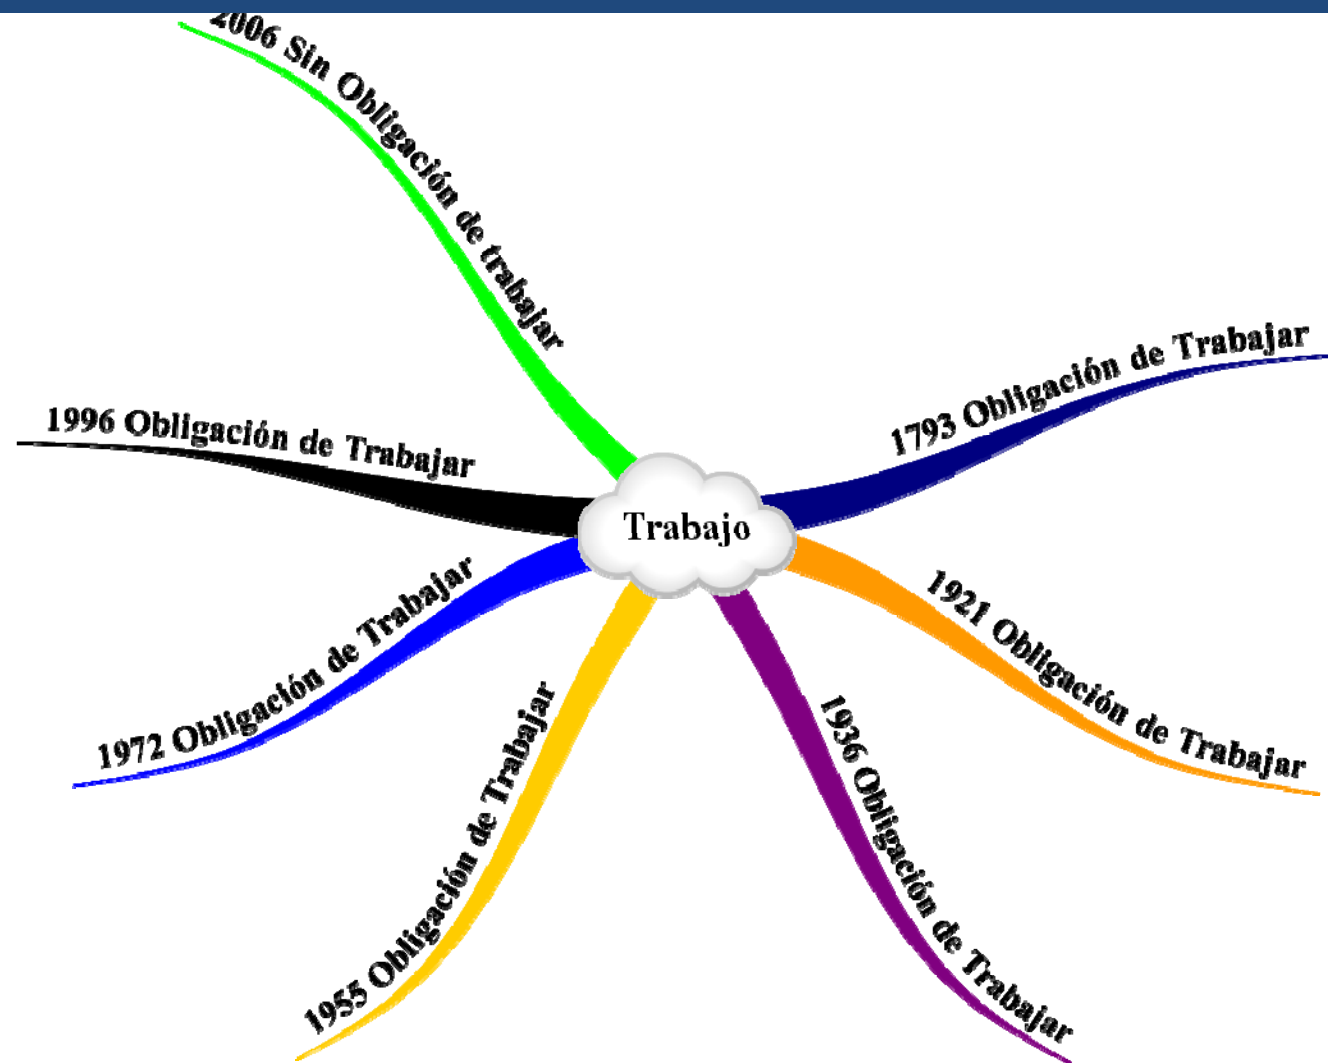 2006 Sin Obligación de trabajar
1793 Obligación de Trabajar
1996 Obligación de Trabajar
Trabajo
1921 Obligación de Trabajar
1972 Obligación de Trabajar
1936 Obligación de Trabajar
1955 Obligación de Trabajar